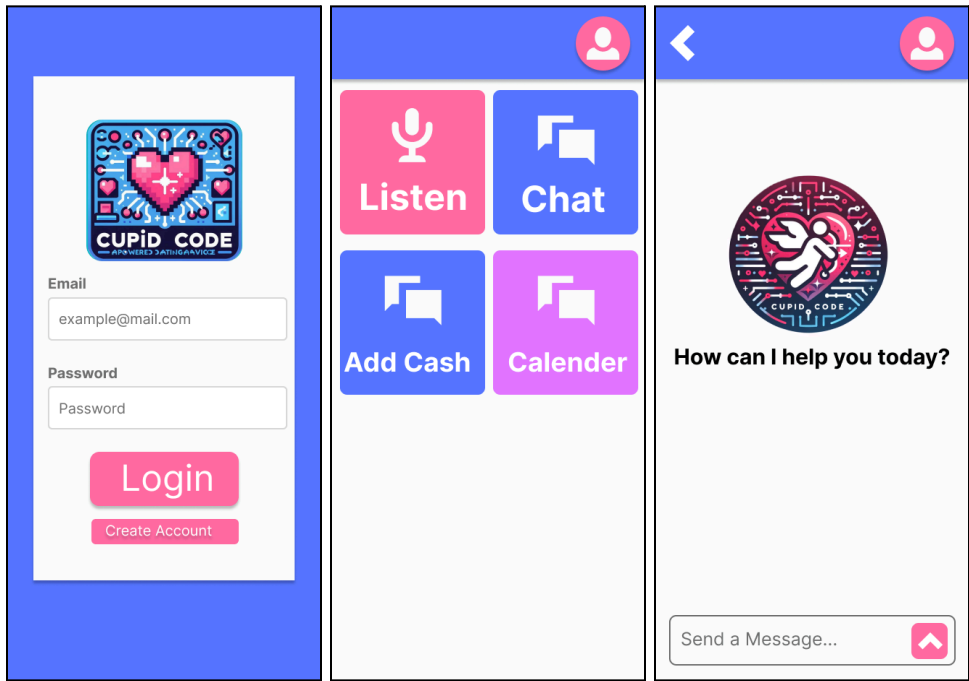 CUPiD CODE
Email
example@mail.com
Password
Password
Login
Create Account
Listen
Chat
Add Cash
Calender
CUPID CODE
How can I help you today?
Send a Message...